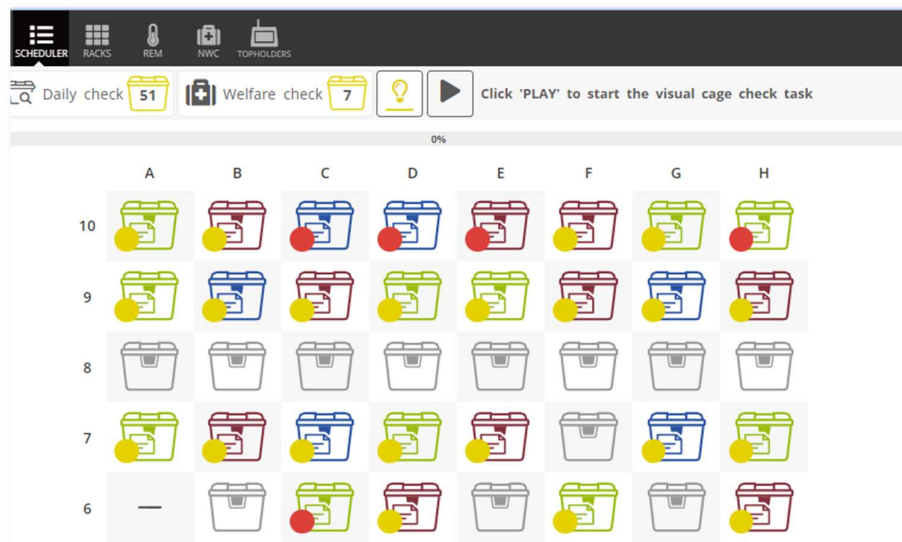 SCHEDULER RACKS REM NWC TOPHOLDERS
Daily check 51 Welfare check 7 Click 'PLAY' to start the visual cage check task
0%
A B C D E F G H
10
9
8
7
6